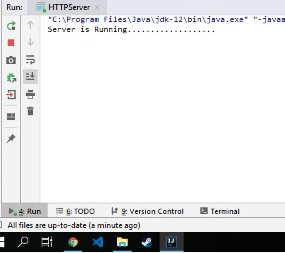 Run: HTTPServer
"C:\Program Files\Java\jdk-12\bin\java.exe" "-javaa
Server is Running...................
4: Run 6: TODO 9: Version Control Terminal
All files are up-to-date (a minute ago)